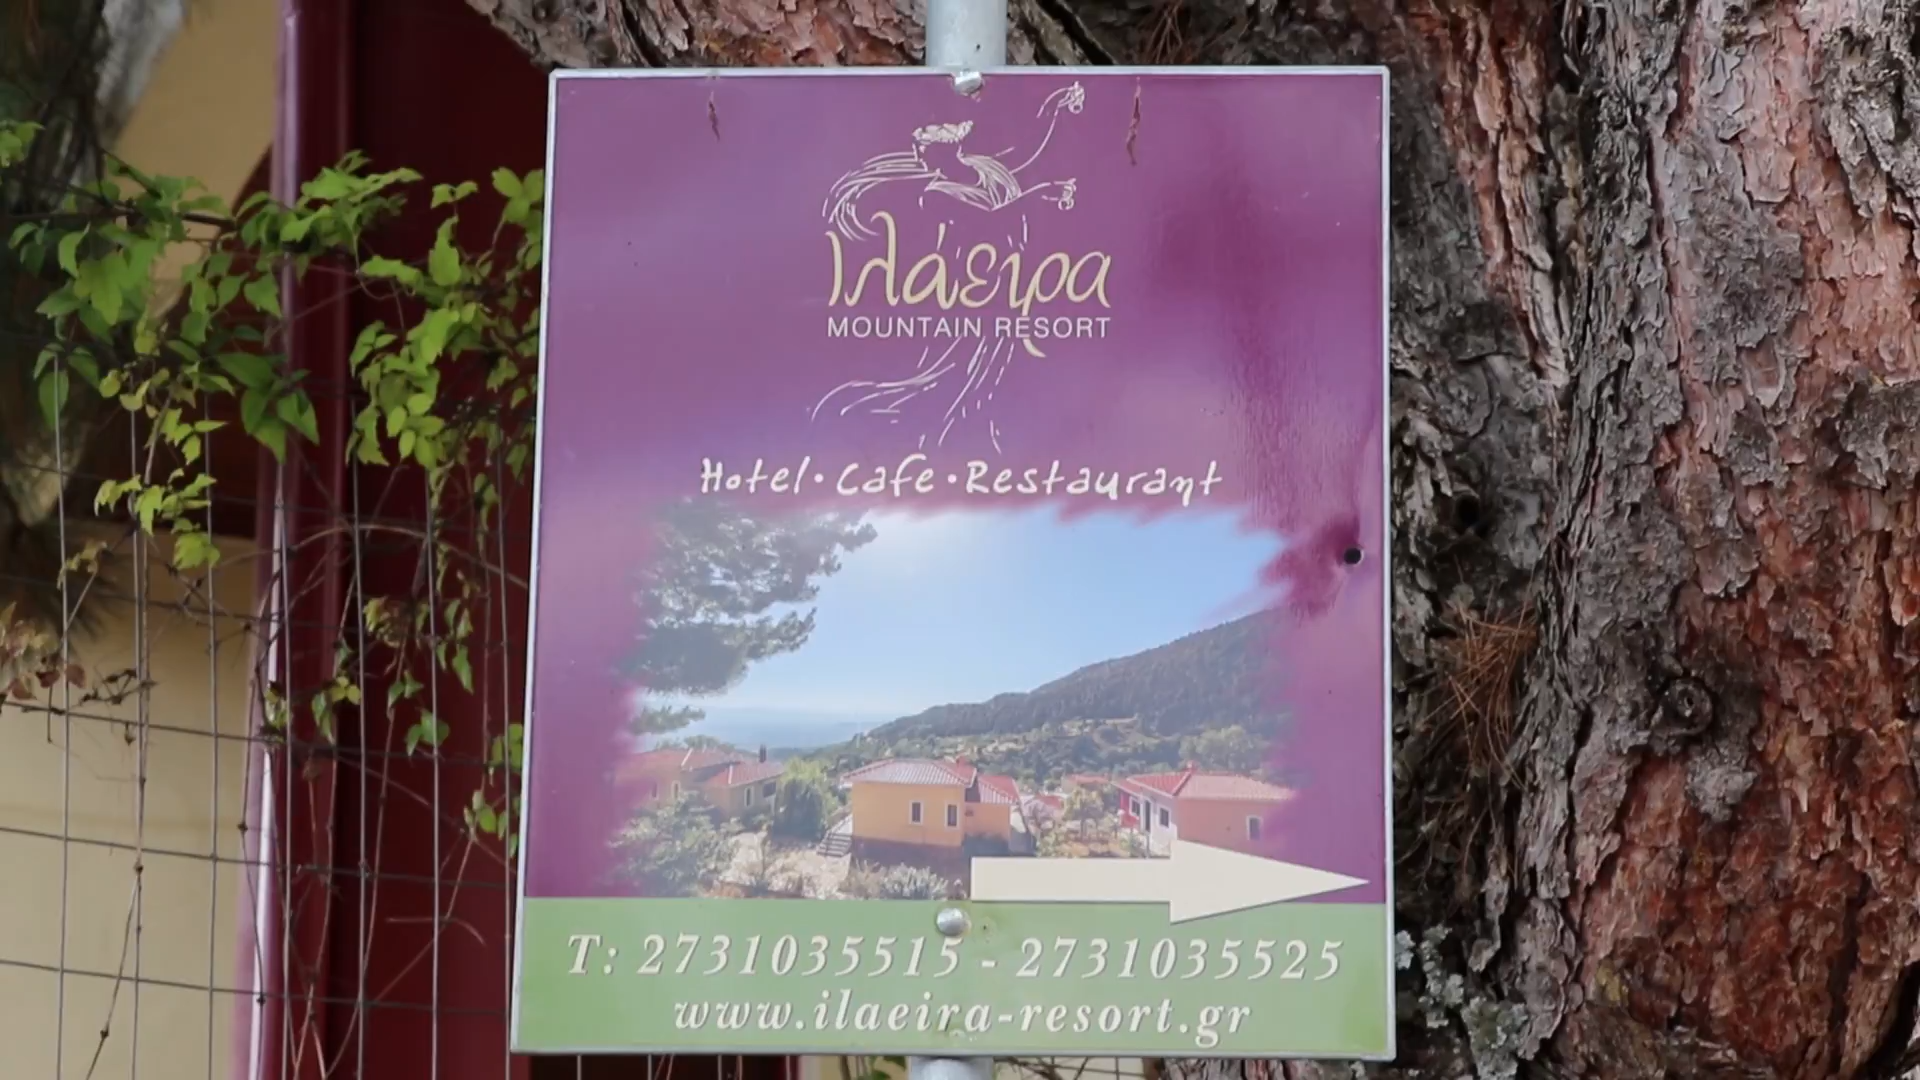 Ιλάειρα
MOUNTAIN RESORT
Hotel · Cafe · Restaurant
T: 2731035515 - 2731035525
www.ilaeira-resort.gr